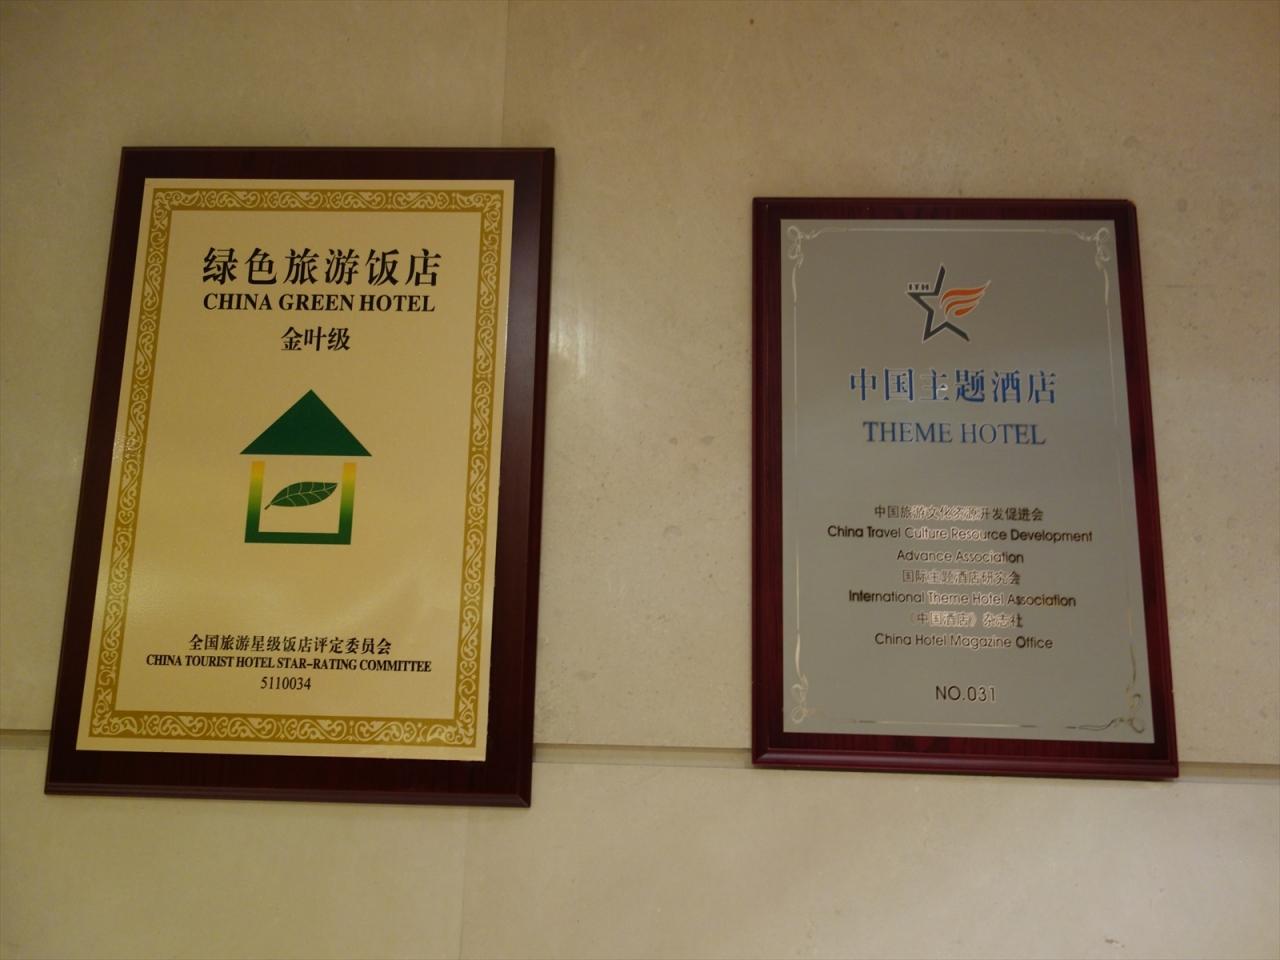 绿色旅游饭店
CHINA GREEN HOTEL
金叶级
全国旅游星级饭店评定委员会
CHINA TOURIST HOTEL STAR-RATING COMMITTEE
5110034
ITH
中国主题酒店
THEME HOTEL
中国旅游文化资源开发促进会
China Travel Culture Resource Development
Advance Association
国际主题酒店研究会
International Theme Hotel Association
《中国酒店》杂志社
China Hotel Magazine Office
NO.031